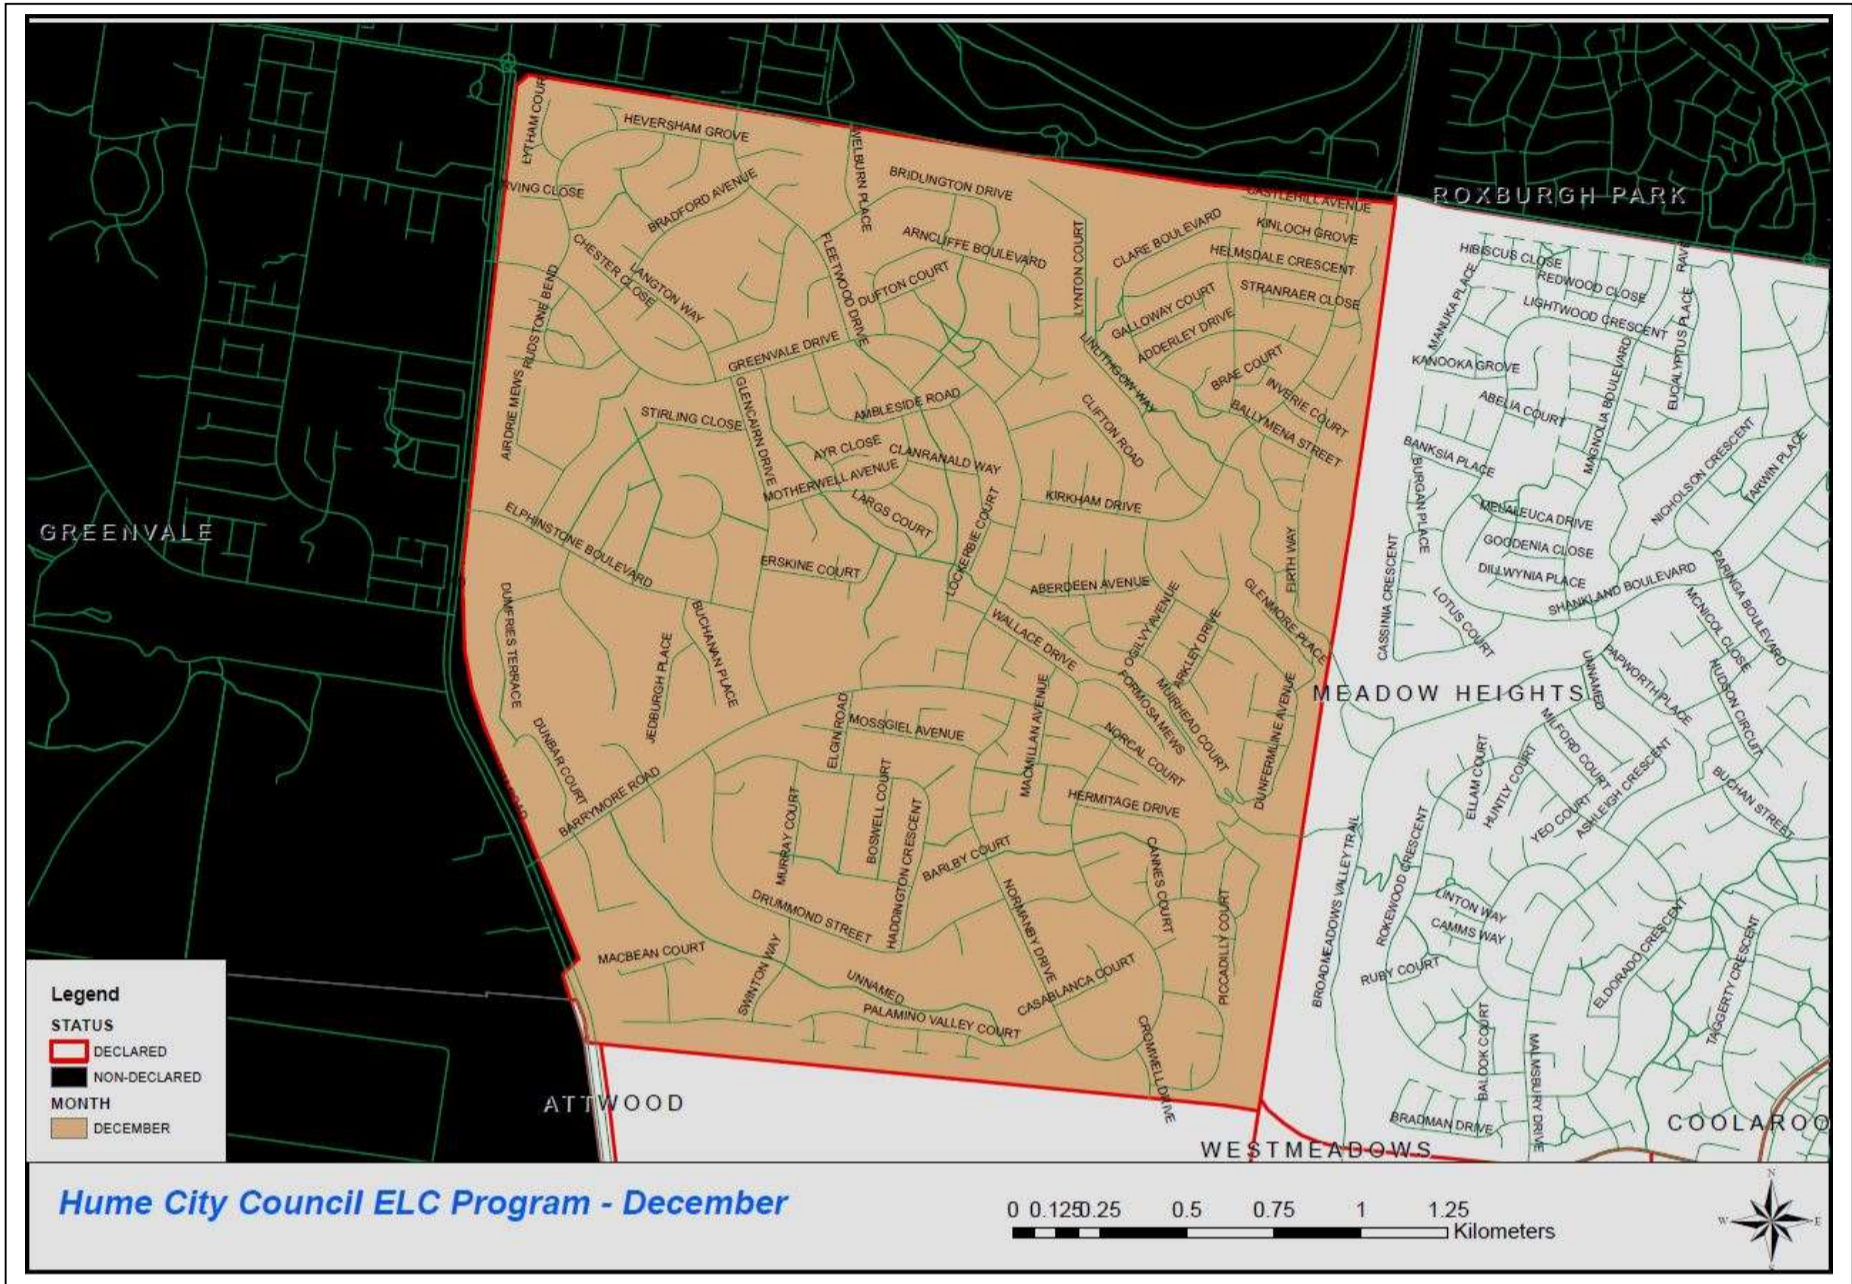 LYTHAM COUR
HEVERSHAM GROVE
WELBURN PLACE
BRIDLINGTON DRIVE
CASTLEHILL AVENUE
ROXBURGH PARK
RVING CLOSE
BRADFORD AVENUE
LYNTON COURT
CLARE BOULEVARD
KINLOCH GROVE
ARNCLIFFE BOULEVARD
HELMSDALE CRESCENT
HIBISCUS CLOSE
RAVE
CHESTER CLOSE
LANGTON WAY
FLEETWOOD DRIVE
DUFTON COURT
REDWOOD CLOSE
STRANRAER CLOSE
GALLOWAY COURT
LIGHTWOOD CRESCENT
MANUKA PLACE
RUDSTONE BEND
ADDERLEY DRIVE
EUCALYPTUS PLACE
GREENVALE DRIVE
LINLITHGOW WAY
BRAE COURT
KANOOKA GROVE
INVERIE COURT
MAGNOLIA BOULEVARD
AIRDRIE MEWS
GLENCAIRN DRIVE
AMBLESIDE ROAD
ABELIA COURT
STIRLING CLOSE
CLIFTON ROAD
BALLYMENA STREET
AYR CLOSE
CLANRANALD WAY
BANKSIA PLACE
NICHOLSON CRESCENT
TARWIN PLACE
MOTHERWELL AVENUE
BURGAN PLACE
LARGS COURT
KIRKHAM DRIVE
MELALEUCA DRIVE
GREENVALE
ELPHINSTONE BOULEVARD
LOCKERBIE COURT
GOODENIA CLOSE
ERSKINE COURT
FIRTH WAY
DILLWYNIA PLACE
ABERDEEN AVENUE
SHANKLAND BOULEVARD
PARINGA BOULEVARD
CASSINIA CRESCENT
GLENMORE PLACE
LOTUS COURT
MCNICOL CLOSE
DUMFRIES TERRACE
BUCHANAN PLACE
WALLACE DRIVE
OGILVY AVENUE
ARKLEY DRIVE
JEDBURGH PLACE
UNNAMED
PAPWORTH PLACE
HUDSON CIRCUIT
MEADOW HEIGHTS
FORMOSA MEWS
MUIRHEAD COURT
DUNFERMLINE AVENUE
ELGIN ROAD
MOSSGIEL AVENUE
MACMILLAN AVENUE
NORCAL COURT
MILFORD COURT
DUNBAR COURT
BARRYMORE ROAD
ELLAM COURT
HUNTLY COURT
ASHLEIGH CRESCENT
YEO COURT
BUCHAN STREET
HERMITAGE DRIVE
MURRAY COURT
BOSWELL COURT
HADDINGTON CRESCENT
BARLBY COURT
CANNES COURT
BROADMEADOWS VALLEY TRAIL
ROKEWOOD CRESCENT
DRUMMOND STREET
NORMANBY DRIVE
PICCADILLY COURT
LINTON WAY
CAMMS WAY
ELDORADO CRESCENT
TAGGERTY CRESCENT
MACBEAN COURT
SWINTON WAY
UNNAMED
CASABLANCA COURT
RUBY COURT
PALAMINO VALLEY COURT
CROMWELL DRIVE
BALOOK COURT
MALMSBURY DRIVE
BRADMAN DRIVE
COOLAROO
ATTWOOD
WESTMEADOWS
Legend
STATUS
DECLARED
NON-DECLARED
MONTH
DECEMBER
Hume City Council ELC Program - December
0 0.125 0.25 0.5 0.75 1 1.25
Kilometers
N
W
E
S